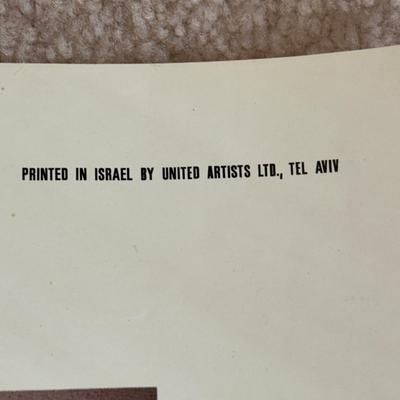 PRINTED IN ISRAEL BY UNITED ARTISTS LTD., TEL AVIV